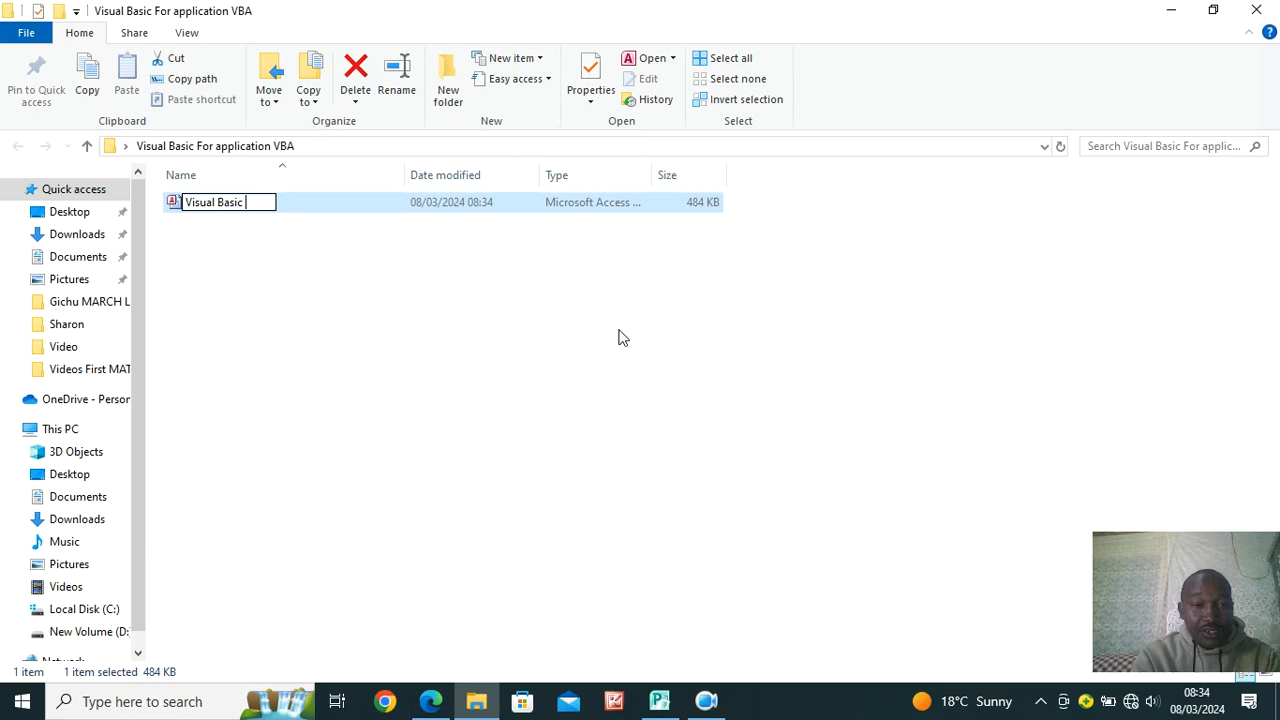 Visual Basic For application VBA
File
Home
Share
View
Pin to Quick access
Copy
Paste
Cut
Copy path
Paste shortcut
Clipboard
Move to
Copy to
Delete
Rename
Organize
New folder
New item
Easy access
New
Properties
Open
Edit
History
Open
Select all
Select none
Invert selection
Select
Visual Basic For application VBA
Search Visual Basic For applic...
Name
Date modified
Type
Size
Visual Basic
08/03/2024 08:34
Microsoft Access ...
484 KB
Quick access
Desktop
Downloads
Documents
Pictures
Gichu MARCH L
Sharon
Video
Videos First MAT
OneDrive - Person
This PC
3D Objects
Desktop
Documents
Downloads
Music
Pictures
Videos
Local Disk (C:)
New Volume (D:
Network
1 item
1 item selected 484 KB
Type here to search
18°C Sunny
08:34
08/03/2024